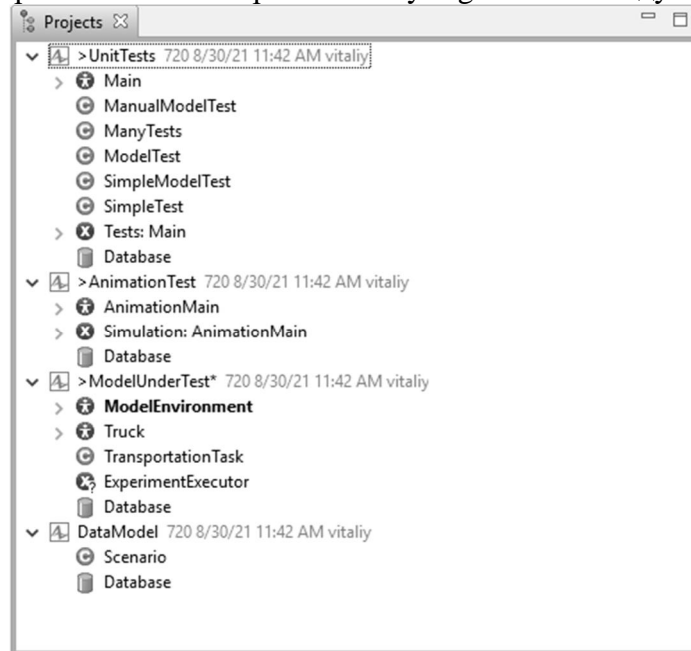 Projects
>UnitTests 720 8/30/21 11:42 AM vitaliy
Main
ManualModelTest
ManyTests
ModelTest
SimpleModelTest
SimpleTest
Tests: Main
Database
>AnimationTest 720 8/30/21 11:42 AM vitaliy
AnimationMain
Simulation: AnimationMain
Database
>ModelUnderTest* 720 8/30/21 11:42 AM vitaliy
ModelEnvironment
Truck
TransportationTask
ExperimentExecutor
Database
DataModel 720 8/30/21 11:42 AM vitaliy
Scenario
Database